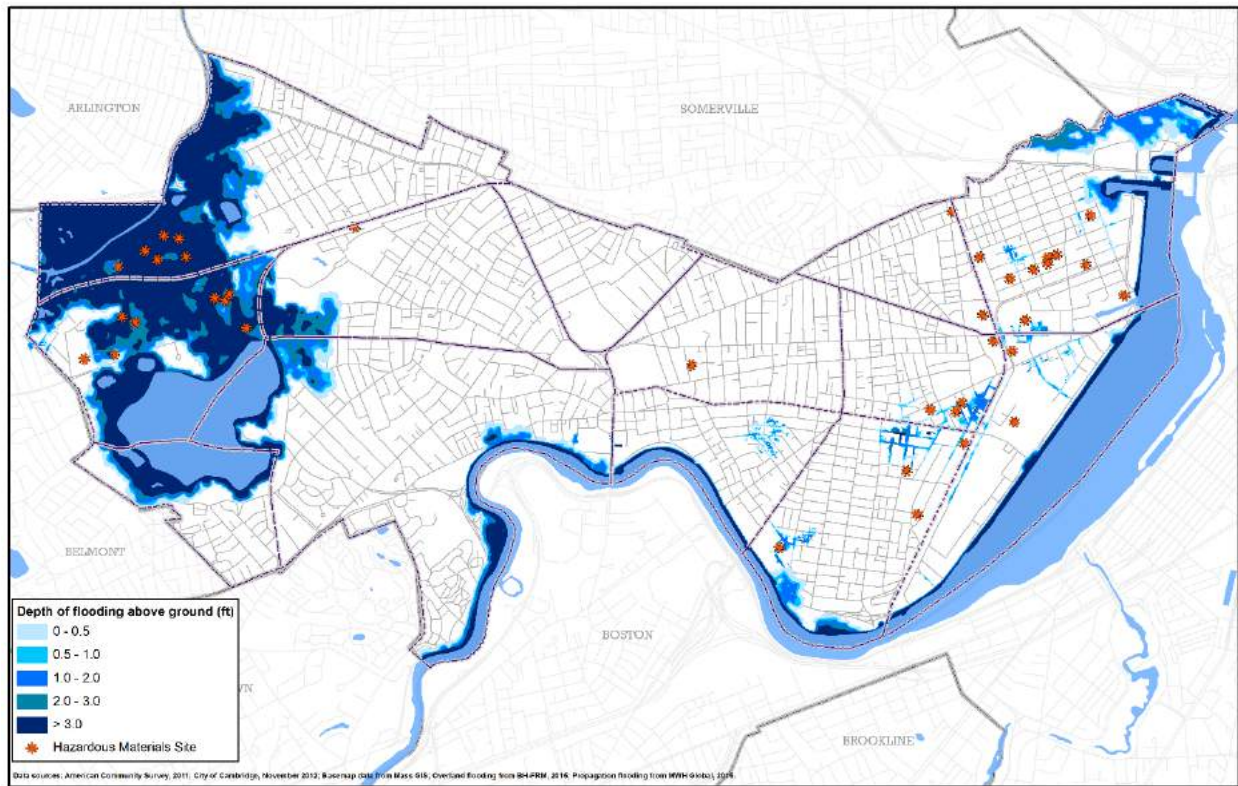 ARLINGTON
SOMERVILLE
BELMONT
BOSTON
BROOKLINE
Depth of flooding above ground (ft)
0 - 0.5
0.5 - 1.0
1.0 - 2.0
2.0 - 3.0
> 3.0
Hazardous Materials Site
WN
Data sources: American Community Survey, 2011; City of Cambridge, November 2012; Basemap data from Mass GIS; Overland flooding from BH-FRM, 2015; Propagation flooding from MWH Global,